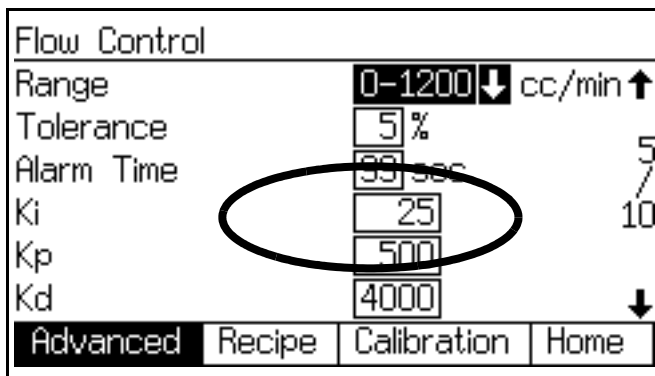 Flow Control
Range 0-1200 cc/min
Tolerance 5 %
Alarm Time 99 sec
Ki 25
Kp 500
Kd 4000
5
/
10
Advanced Recipe Calibration Home